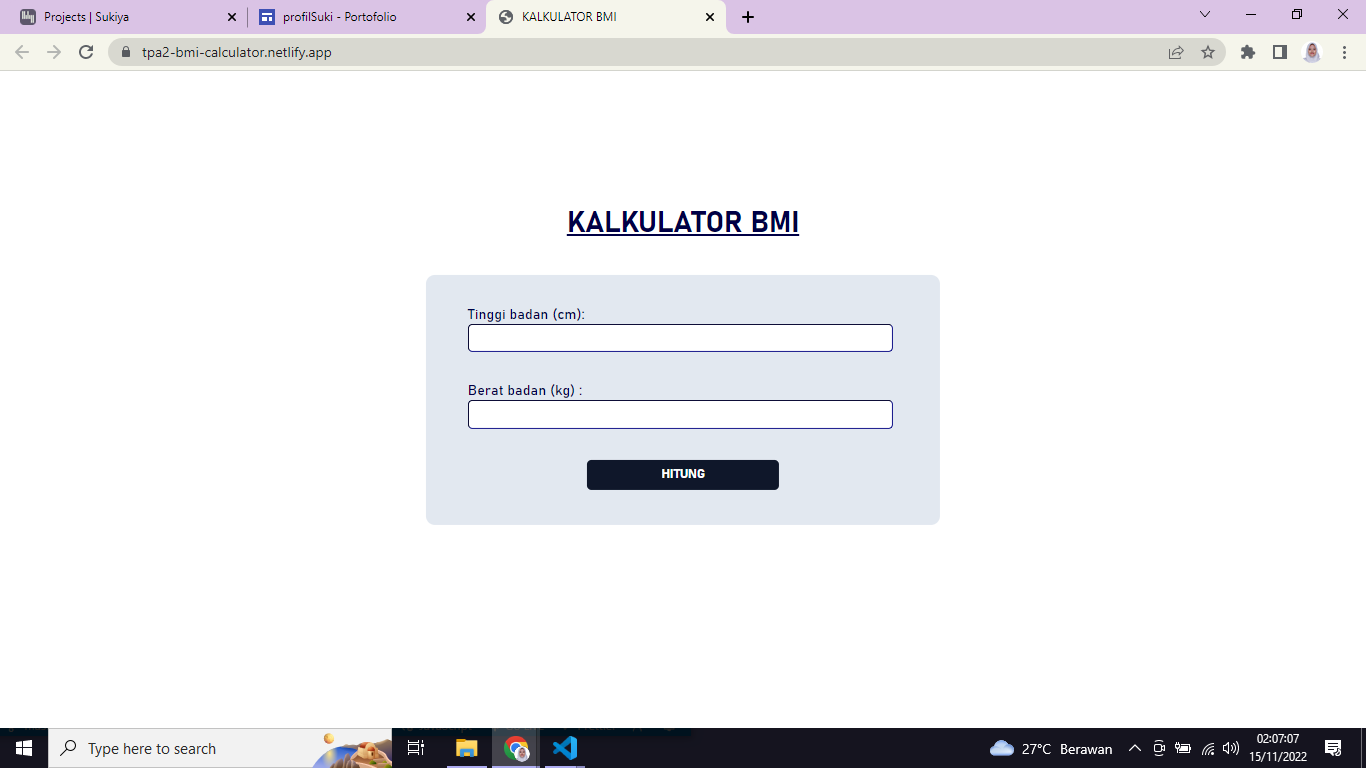 Projects | Sukiya
profilSuki - Portofolio
KALKULATOR BMI
tpa2-bmi-calculator.netlify.app
KALKULATOR BMI
Tinggi badan (cm):
Berat badan (kg) :
HITUNG
Type here to search
27°C Berawan
02:07:07
15/11/2022